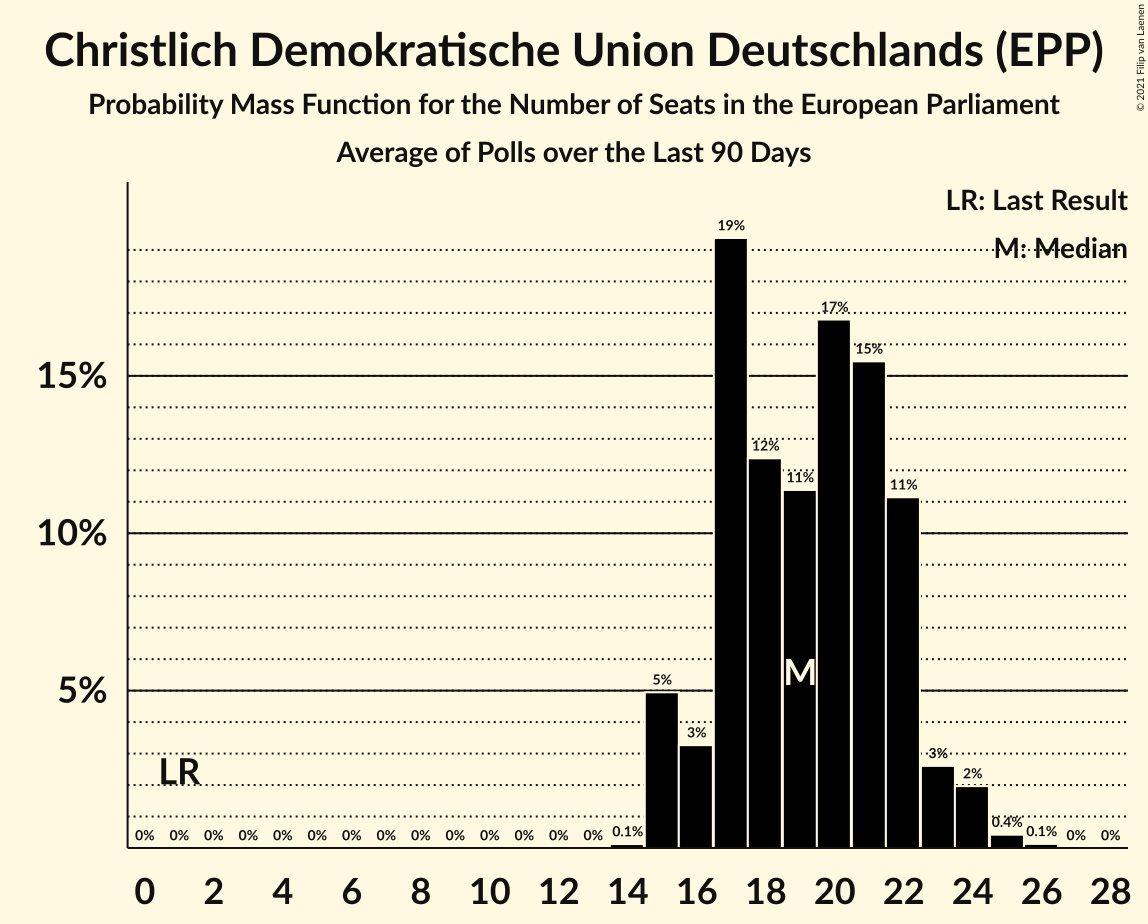 Christlich Demokratische Union Deutschlands (EPP)
Probability Mass Function for the Number of Seats in the European Parliament
Average of Polls over the Last 90 Days
© 2021 Filip van Laenen
LR: Last Result
M: Median
19%
17%
15%
15%
12%
11%
11%
10%
M
5%
5%
3%
3%
2%
LR
0% 0% 0% 0% 0% 0% 0% 0% 0% 0% 0% 0% 0% 0% 0.1% 0.4% 0.1% 0% 0%
0 2 4 6 8 10 12 14 16 18 20 22 24 26 28